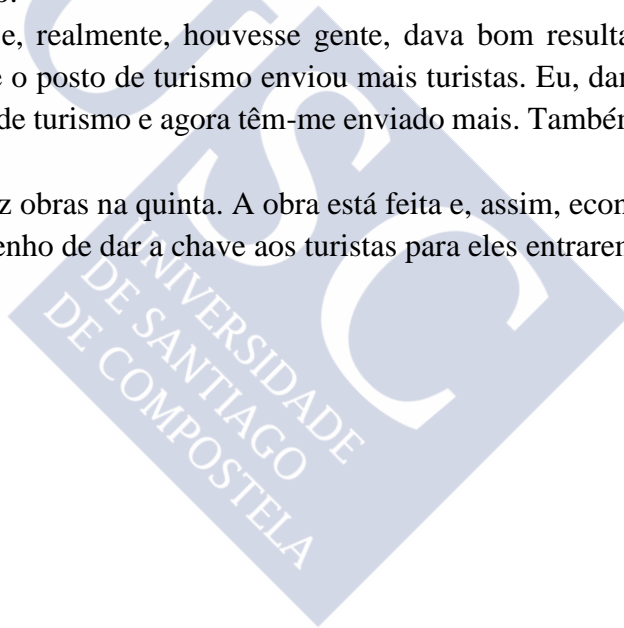 o.
e, realmente, houvesse gente, dava bom resulta
e o posto de turismo enviou mais turistas. Eu, dan
de turismo e agora têm-me enviado mais. Também
z obras na quinta. A obra está feita e, assim, econ
enho de dar a chave aos turistas para eles entrarem
USC
UNIVERSIDADE
DE SANTIAGO
DE COMPOSTELA